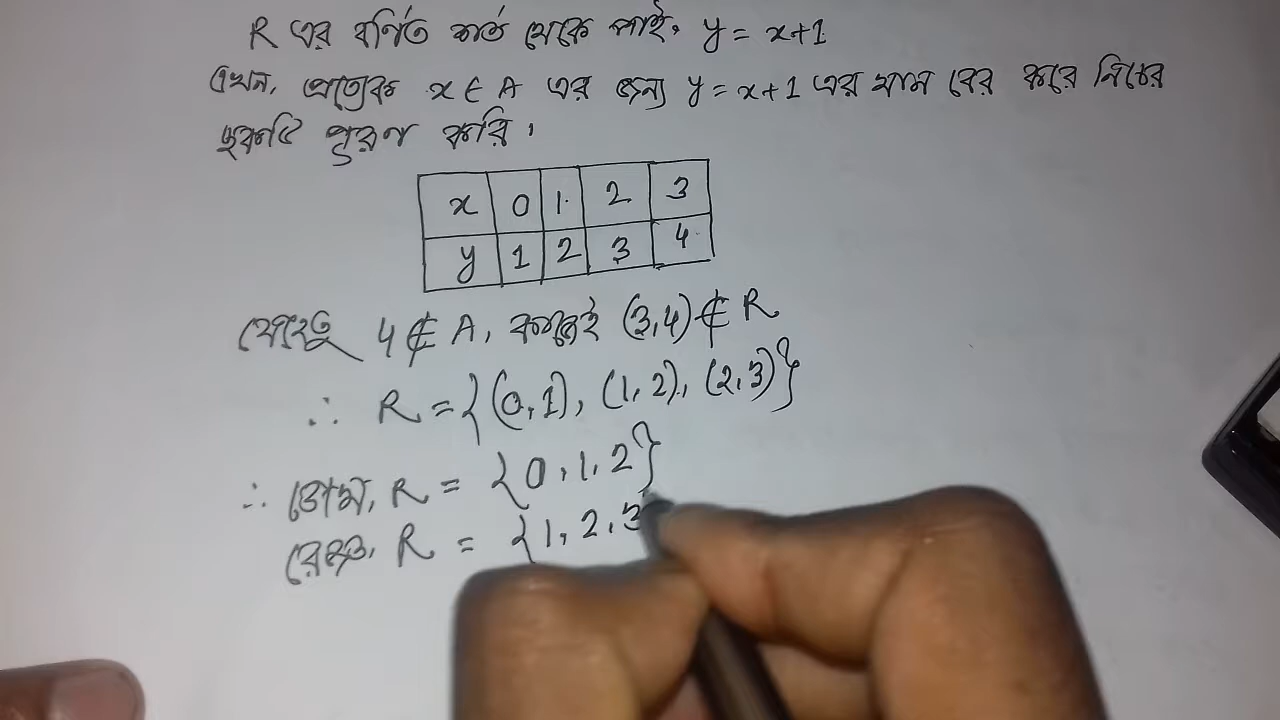 R এর বর্ণিত শর্ত থেকে পাই, y = x+1
এখন, প্রত্যেক x ∈ A এর জন্য y = x+1 এর মান বের করে নিচের
ছকটি পূরণ করি।
x 0 1 2 3
y 1 2 3 4
যেহেতু 4 ∉ A, কাজেই (3,4) ∉ R
∴ R = {(0,1), (1,2), (2,3)}
∴ ডোম, R = {0,1,2}
রেঞ্জ, R = {1,2,3